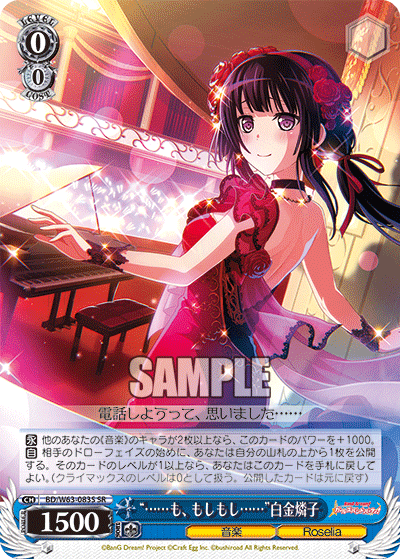 LEVEL
0
0
COST
SAMPLE
電話しようって、思いました……
永 他のあなたの《音楽》のキャラが2枚以上なら、このカードのパワーを＋1000。
自 相手のドローフェイズの始めに、あなたは自分の山札の上から1枚を公開
する。そのカードのレベルが1以上なら、あなたはこのカードを手札に戻してよ
い。（クライマックスのレベルは0として扱う。公開したカードは元に戻す）
CH BD/W63-083S SR
“……も、もしもし……”白金燐子
1500
音楽
Roselia
©BanG Dream! Project ©Craft Egg Inc. ©bushiroad All Rights Reserved.